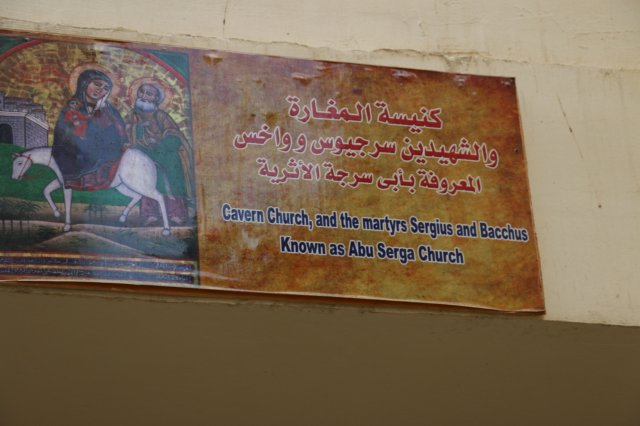 كنيسة المغارة
والشهيدين سرجيوس وواخس
المعروفة بأبى سرجة الأثرية
Cavern Church, and the martyrs Sergius and Bacchus
Known as Abu Serga Church